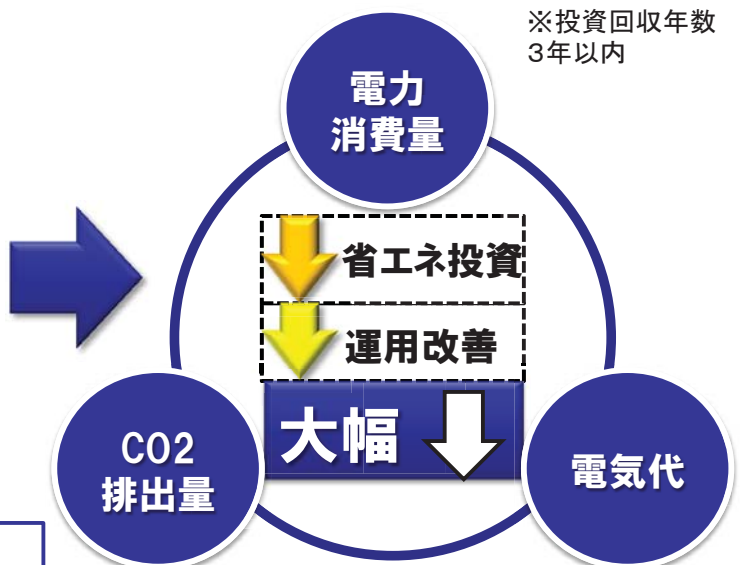 ※投資回収年数
3年以内
電力
消費量
省エネ投資
運用改善
大幅
CO2
排出量
電気代